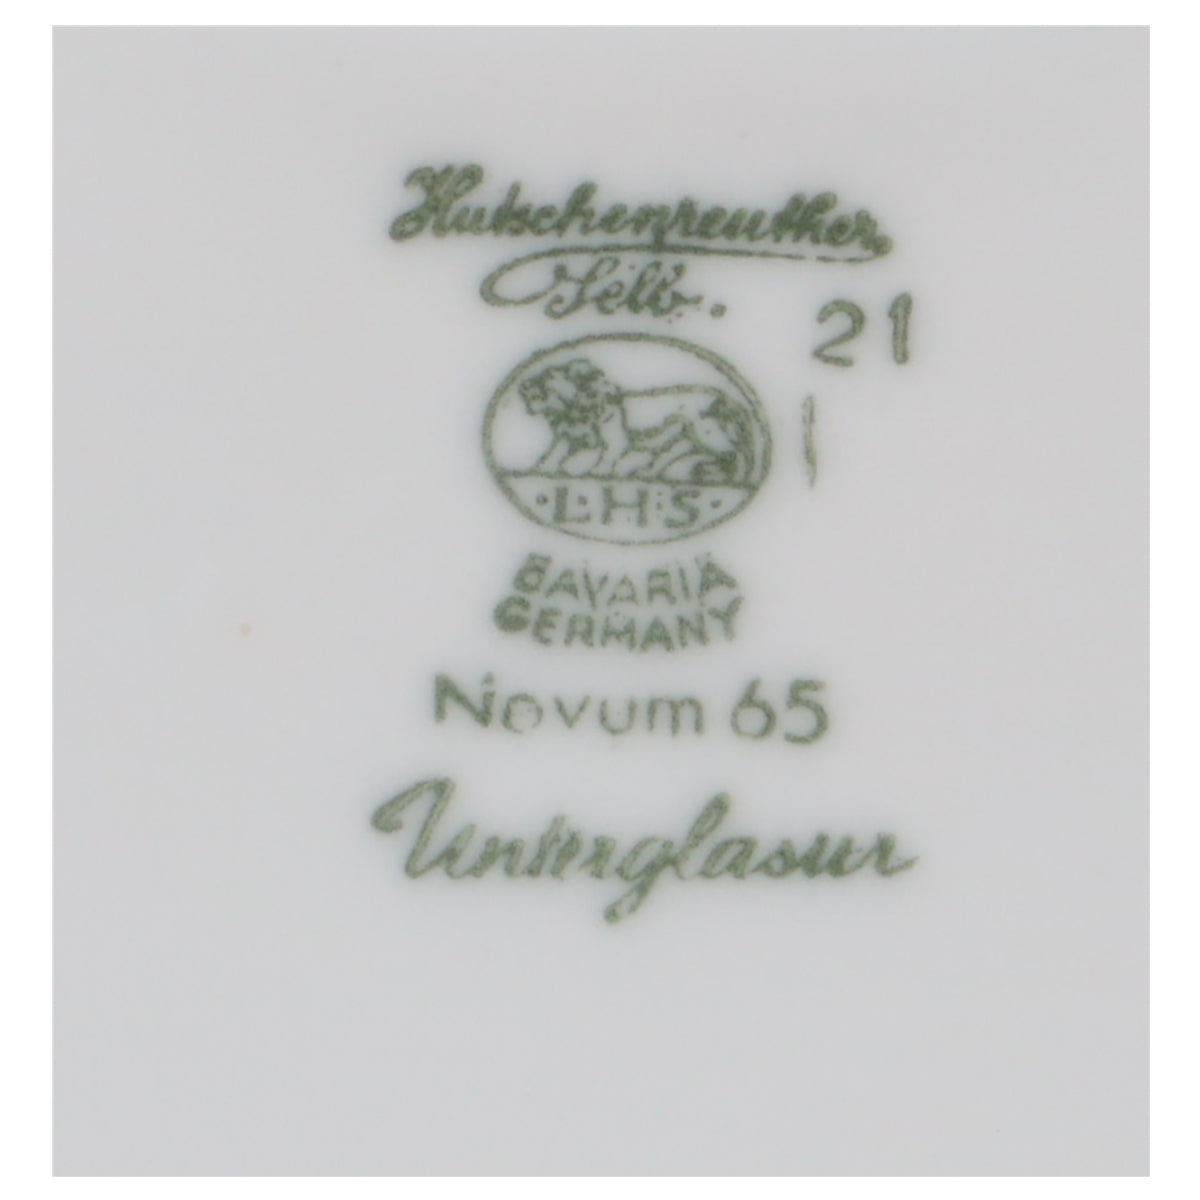 Hutschenreuther
Selb.
21
|
·L·H·S·
BAVARIA
GERMANY
Novum 65
Unterglasur